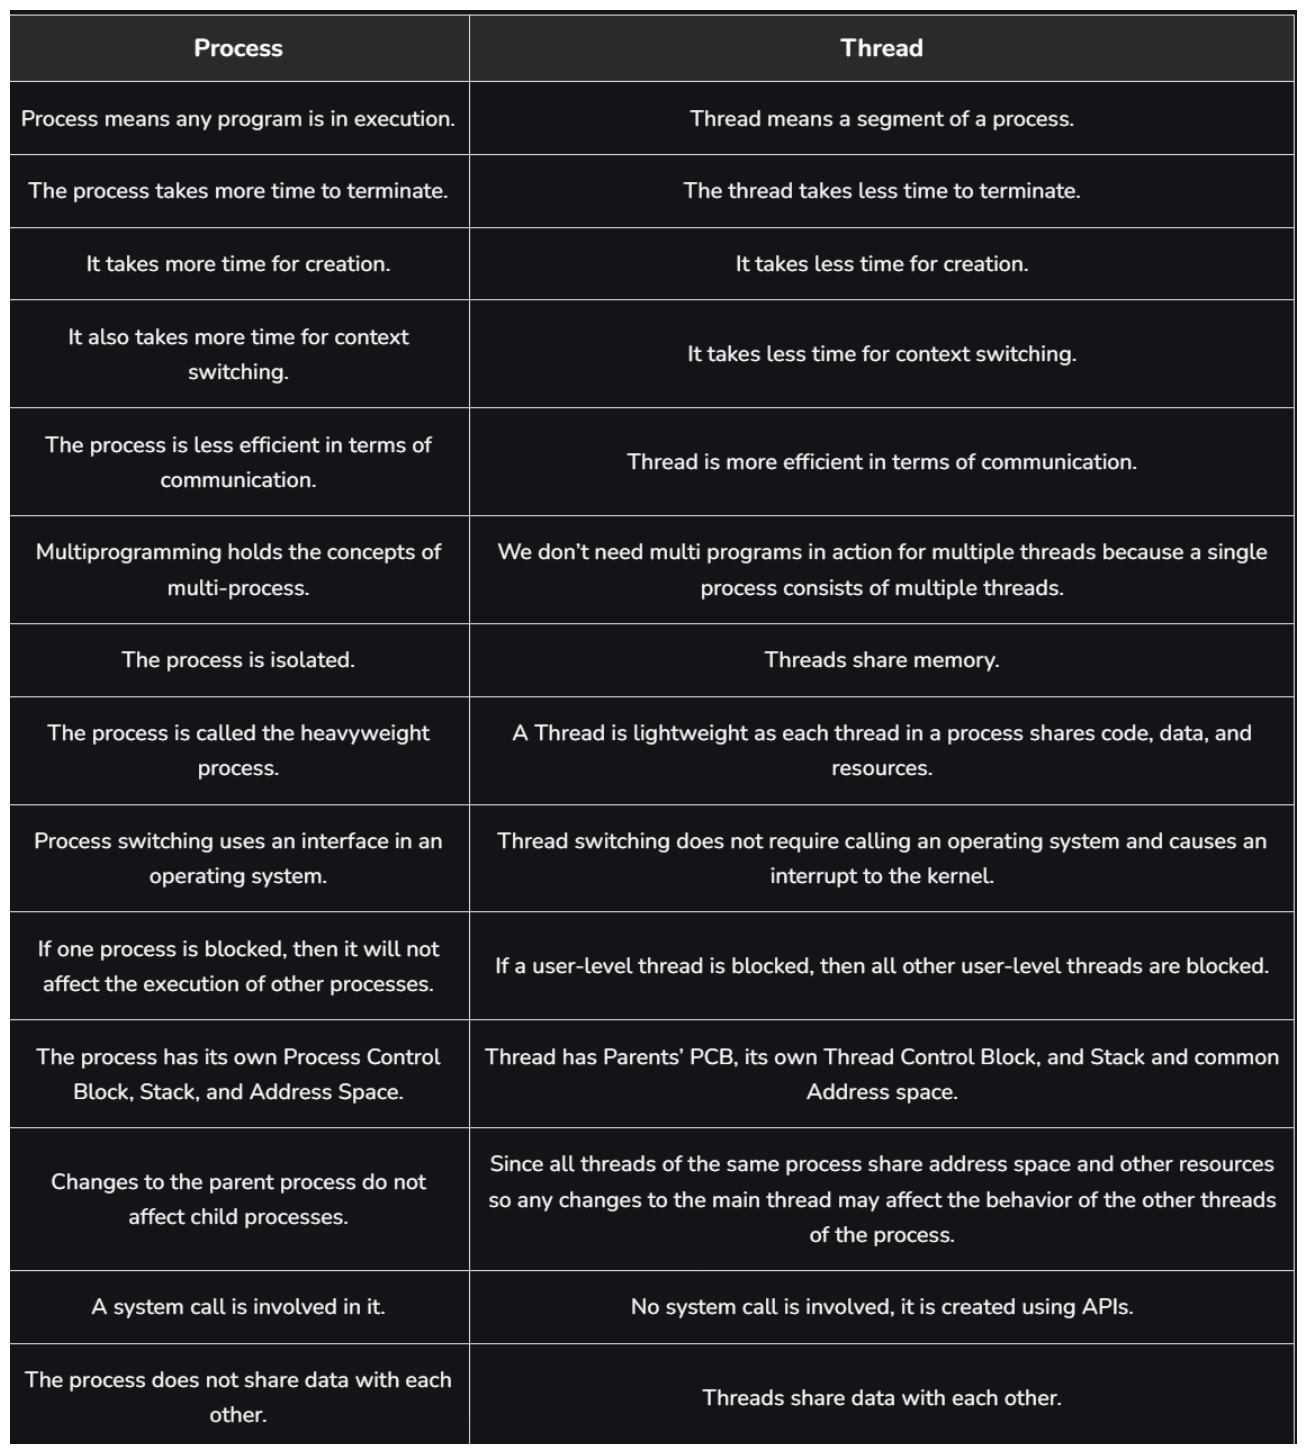 Process
Thread
Process means any program is in execution.
Thread means a segment of a process.
The process takes more time to terminate.
The thread takes less time to terminate.
It takes more time for creation.
It takes less time for creation.
It also takes more time for context
switching.
It takes less time for context switching.
The process is less efficient in terms of
communication.
Thread is more efficient in terms of communication.
Multiprogramming holds the concepts of
multi-process.
We don’t need multi programs in action for multiple threads because a single
process consists of multiple threads.
The process is isolated.
Threads share memory.
The process is called the heavyweight
process.
A Thread is lightweight as each thread in a process shares code, data, and
resources.
Process switching uses an interface in an
operating system.
Thread switching does not require calling an operating system and causes an
interrupt to the kernel.
If one process is blocked, then it will not
affect the execution of other processes.
If a user-level thread is blocked, then all other user-level threads are blocked.
The process has its own Process Control
Block, Stack, and Address Space.
Thread has Parents’ PCB, its own Thread Control Block, and Stack and common
Address space.
Changes to the parent process do not
affect child processes.
Since all threads of the same process share address space and other resources
so any changes to the main thread may affect the behavior of the other threads
of the process.
A system call is involved in it.
No system call is involved, it is created using APIs.
The process does not share data with each
other.
Threads share data with each other.